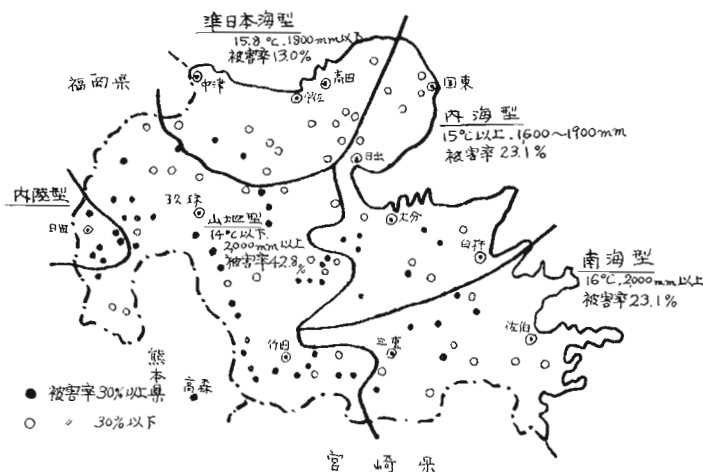 準日本海型
15.8℃.1800mm以下
被害率13.0%
福岡県
中津
宇佐
高田
国東
内海型
15℃以上.1,600〜1900mm
被害率23.1%
日出
内陸型
日田
玖珠
山地型
14℃以下.
2,000mm以上
被害率42.8%
大分
臼杵
南海型
16℃.2000mm以上
被害率23.1%
佐伯
竹田
三重
熊本県
高森
● 被害率30%以上
○ 〃 30%以下
宮崎県